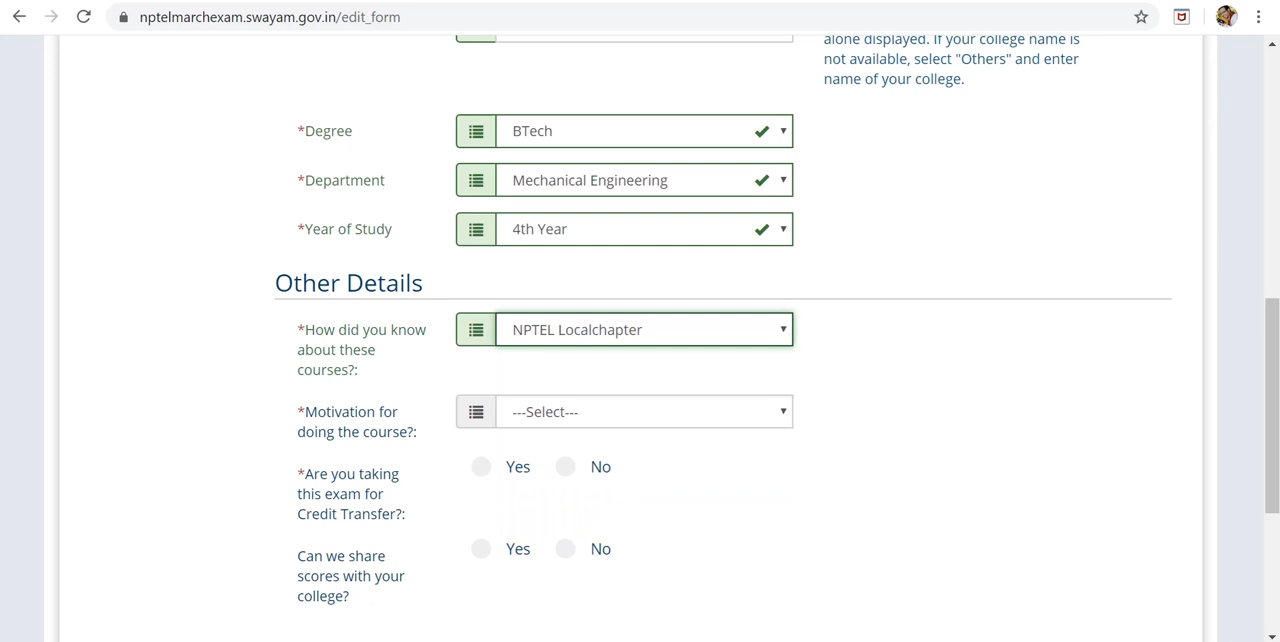 nptelmarchexam.swayam.gov.in/edit_form
alone displayed. If your college name is
not available, select "Others" and enter
name of your college.
*Degree
BTech
*Department
Mechanical Engineering
*Year of Study
4th Year
Other Details
*How did you know
about these
courses?:
NPTEL Localchapter
*Motivation for
doing the course?:
---Select---
*Are you taking
this exam for
Credit Transfer?:
Yes No
Can we share
scores with your
college?
Yes No